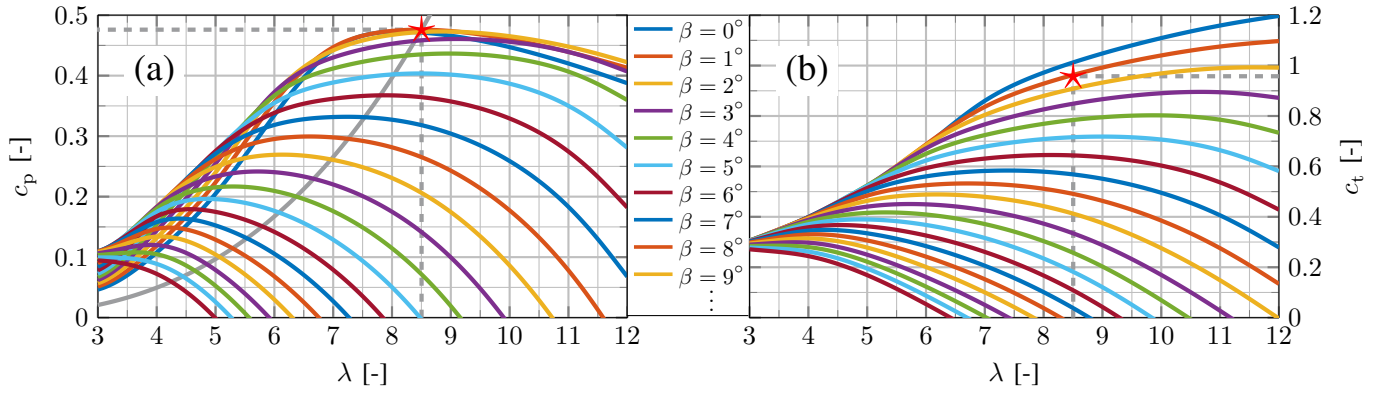 0.5
0.4
0.3
0.2
0.1
0
c_p [-]
(a)
3 4 5 6 7 8 9 10 11 12
λ [-]
β = 0°
β = 1°
β = 2°
β = 3°
β = 4°
β = 5°
β = 6°
β = 7°
β = 8°
β = 9°
⋮
(b)
3 4 5 6 7 8 9 10 11 12
λ [-]
1.2
1
0.8
0.6
0.4
0.2
0
c_t [-]